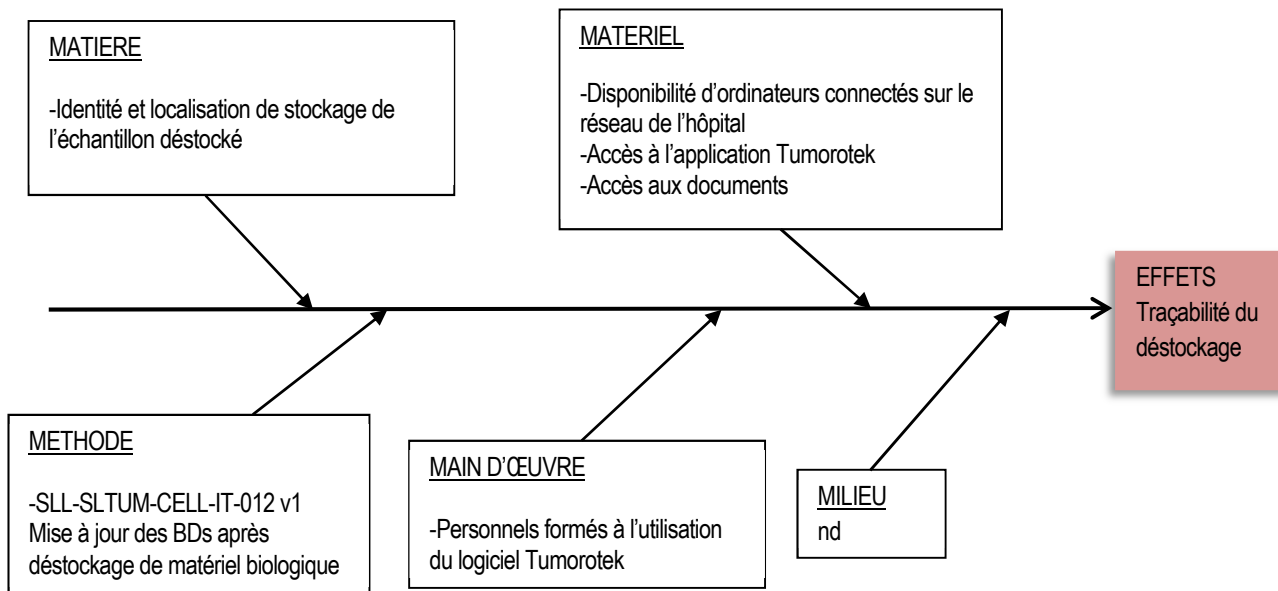 MATIERE
-Identité et localisation de stockage de
l’échantillon déstocké
MATERIEL
-Disponibilité d’ordinateurs connectés sur le
réseau de l’hôpital
-Accès à l’application Tumorotek
-Accès aux documents
EFFETS
Traçabilité du
déstockage
METHODE
-SLL-SLTUM-CELL-IT-012 v1
Mise à jour des BDs après
déstockage de matériel biologique
MAIN D’ŒUVRE
-Personnels formés à l’utilisation
du logiciel Tumorotek
MILIEU
nd